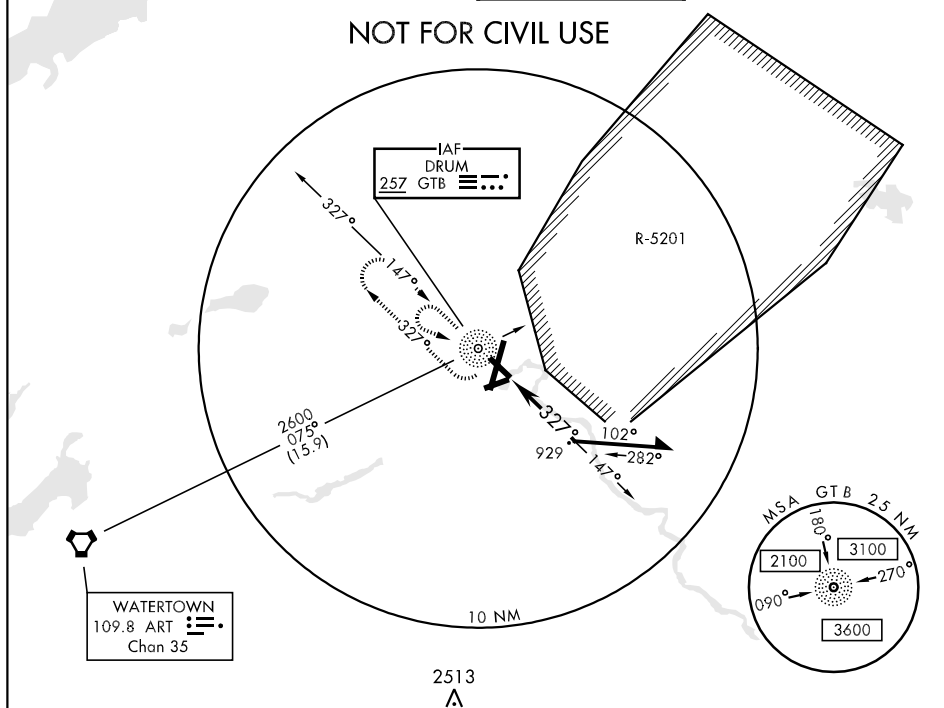 NOT FOR CIVIL USE
IAF
DRUM
257 GTB
327°
147°
327°
R-5201
2600
075°
(15.9)
327°
102°
282°
929
147°
WATERTOWN
109.8 ART
Chan 35
10 NM
2513
MSA GTB 25 NM
180°
2100
3100
270°
090°
3600